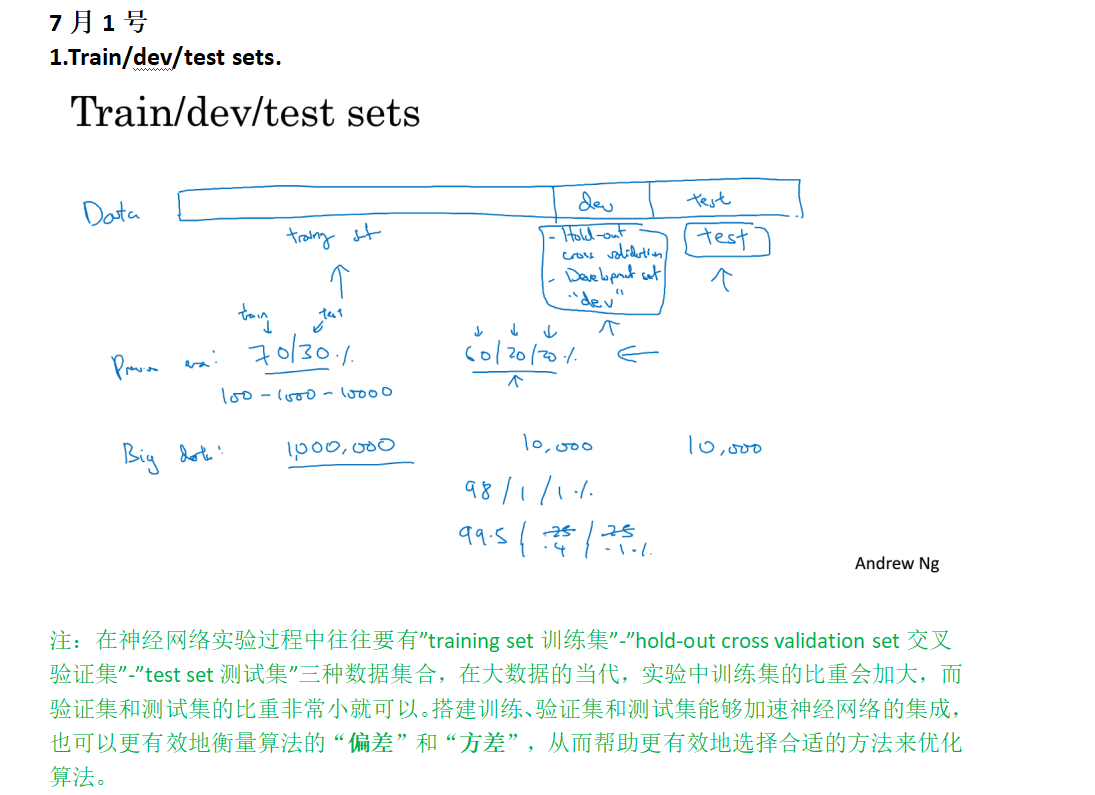 7 月 1 号
1.Train/dev/test sets.
Train/dev/test sets
Data dev test
training set - Hold-out test
cross validation
- Development set
"dev"
train test
70/30 % 60/20/20 %
100 - 1000 - 10000
Big data: 1,000,000 10,000 10,000
98 / 1 / 1 %
99.5 / .25 / .25
.4 .1 %
Andrew Ng
注：在神经网络实验过程中往往要有”training set 训练集”-”hold-out cross validation set 交叉
验证集”-”test set 测试集”三种数据集合，在大数据的当代，实验中训练集的比重会加大，而
验证集和测试集的比重非常小就可以。搭建训练、验证集和测试集能够加速神经网络的集成，
也可以更有效地衡量算法的“偏差”和“方差”，从而帮助更有效地选择合适的方法来优化
算法。